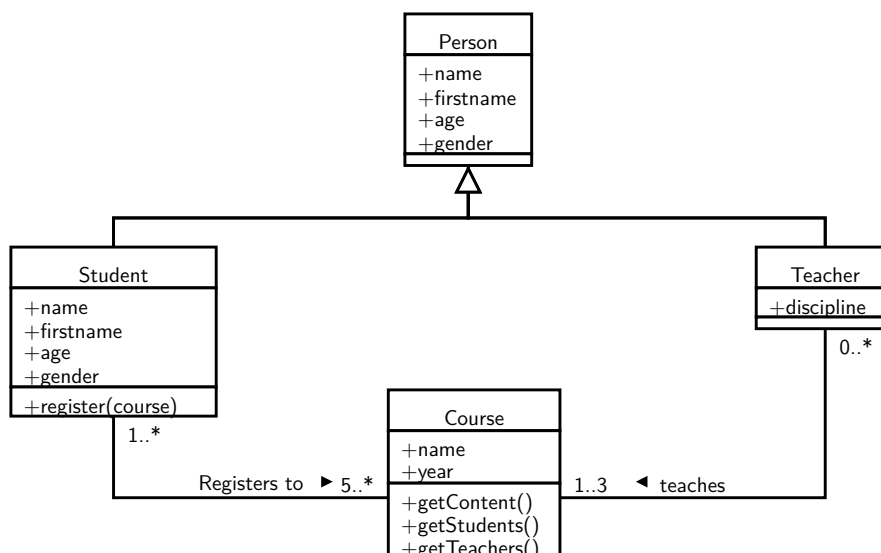 Person
+name
+firstname
+age
+gender
Student
+name
+firstname
+age
+gender
+register(course)
Teacher
+discipline
0..*
1..*
Registers to ► 5..*
Course
+name
+year
+getContent()
+getStudents()
+getTeachers()
1..3 ◄ teaches